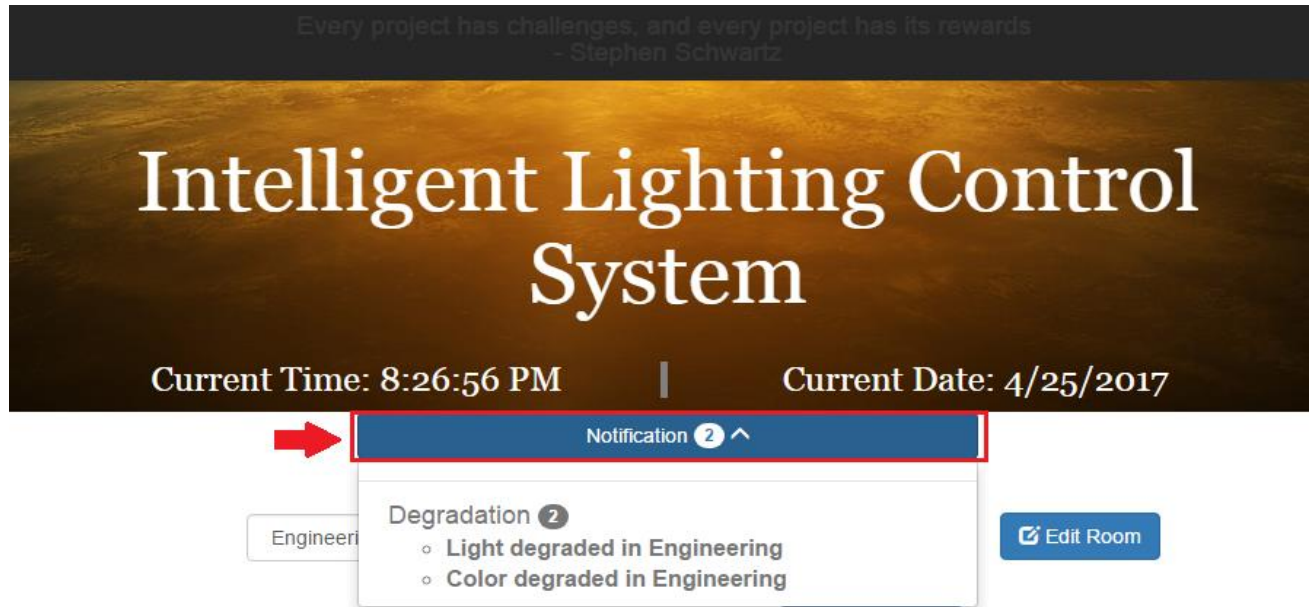 Every project has challenges, and every project has its rewards
- Stephen Schwartz
Intelligent Lighting Control
System
Current Time: 8:26:56 PM | Current Date: 4/25/2017
Notification 2
Degradation 2
Engineeri
Edit Room
Light degraded in Engineering
Color degraded in Engineering